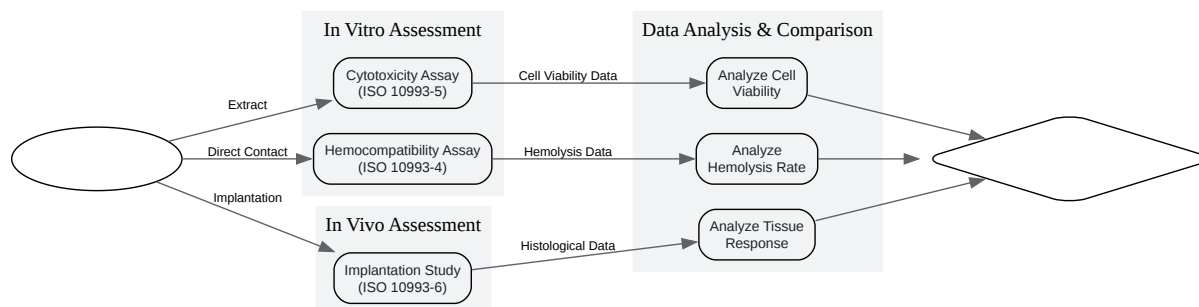 In Vitro Assessment
Data Analysis & Comparison
Cytotoxicity Assay
(ISO 10993-5)
Cell Viability Data
Analyze Cell
Viability
Extract
Direct Contact
Hemocompatibility Assay
(ISO 10993-4)
Hemolysis Data
Analyze
Hemolysis Rate
Implantation
In Vivo Assessment
Implantation Study
(ISO 10993-6)
Histological Data
Analyze Tissue
Response